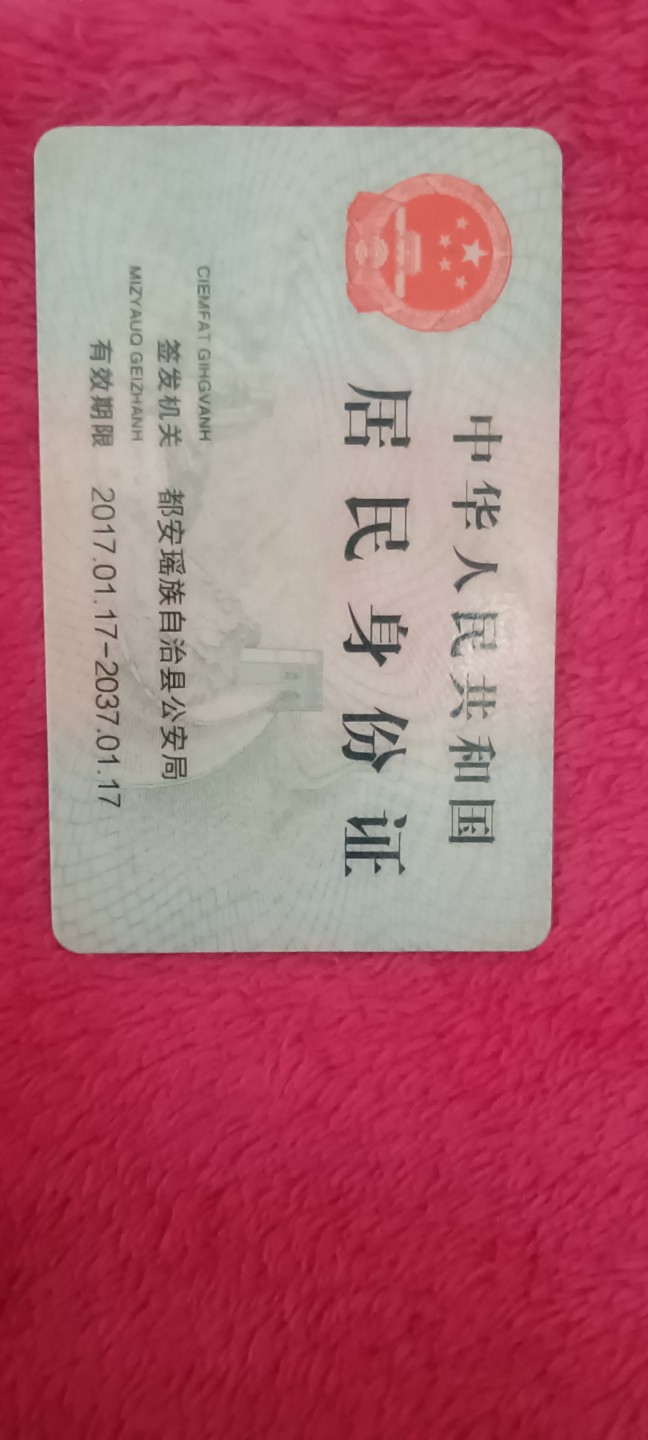 中华人民共和国
居民身份证
CIEMFAT GIHGVANH
签发机关 都安瑶族自治县公安局
MIZYAUQ GEIZHANH
有效期限 2017.01.17-2037.01.17